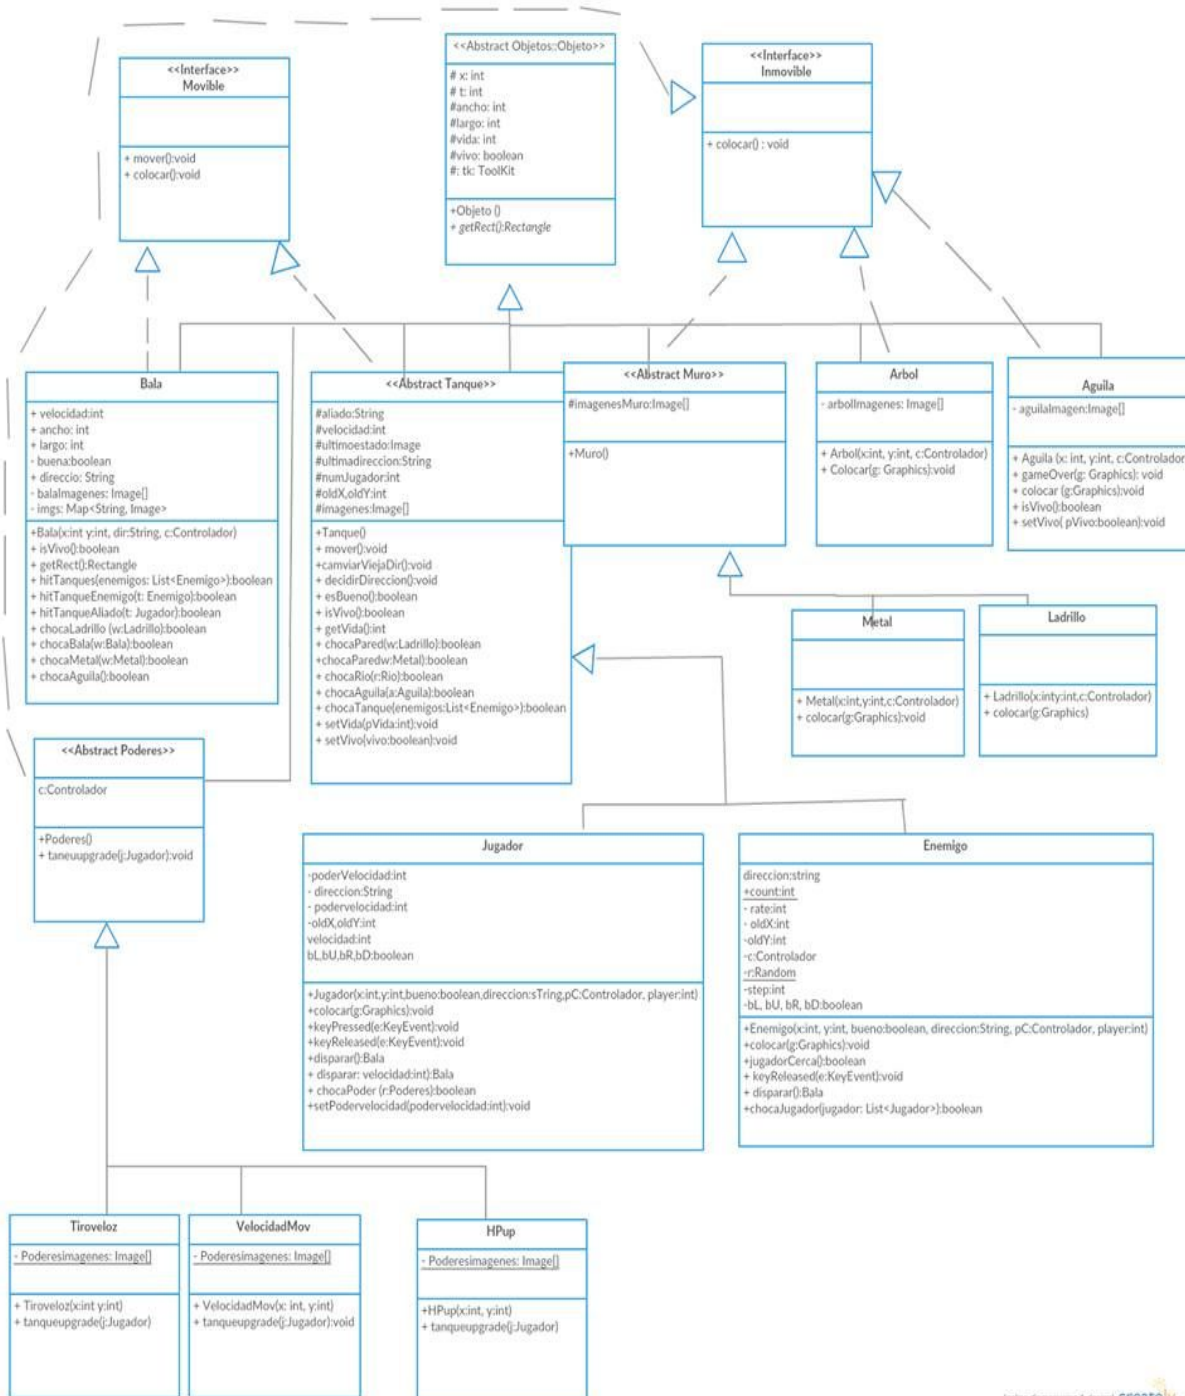 <<Interface>>
Movible
+ mover():void
+ colocar():void
<<Abstract Objetos::Objeto>>
# x: int
# t: int
#ancho: int
#largo: int
#vida: int
#vivo: boolean
#: tk: ToolKit
+Objeto ()
+ getRect():Rectangle
<<Interface>>
Inmovible
+ colocar() : void
Bala
+ velocidad:int
+ ancho: int
+ largo: int
- buena:boolean
+ direccio: String
- balaImagenes: Image[]
- imgs: Map<String, Image>
+Bala(x:int y:int, dir:String, c:Controlador)
+ isVivo():boolean
+ getRect():Rectangle
+ hitTanques(enemigos: List<Enemigo>):boolean
+ hitTanqueEnemigo(t: Enemigo):boolean
+ hitTanqueAliado(t: Jugador):boolean
+ chocaLadrillo (w:Ladrillo):boolean
+ chocaBala(w:Bala):boolean
+ chocaMetal(w:Metal):boolean
+ chocaAguila():boolean
<<Abstract Tanque>>
#aliado:String
#velocidad:int
#ultimoestado:Image
#ultimadireccion:String
#numJugador:int
#oldX,oldY:int
#imagenes:Image[]
+Tanque()
+ mover():void
+camviarViejaDir():void
+ decidirDireccion():void
+ esBueno():boolean
+ isVivo():boolean
+ getVida():int
+ chocaPared(w:Ladrillo):boolean
+chocaParedw:Metal):boolean
+ chocaRio(r:Rio):boolean
+ chocaAguila(a:Aguila):boolean
+ chocaTanque(enemigos:List<Enemigo>):boolean
+ setVida(pVida:int):void
+ setVivo(vivo:boolean):void
<<Abstract Muro>>
#imagenesMuro:Image[]
+Muro()
Arbol
- arbolImagenes: Image[]
+ Arbol(x:int, y:int, c:Controlador)
+ Colocar(g: Graphics):void
Aguila
- aguilaImagen:Image[]
+ Aguila (x: int, y:int, c:Controlador
+ gameOver(g: Graphics): void
+ colocar (g:Graphics):void
+ isVivo():boolean
+ setVivo( pVivo:boolean):void
Metal
+ Metal(x:int,y:int,c:Controlador)
+ colocar(g:Graphics):void
Ladrillo
+ Ladrillo(x:inty:int,c:Controlador)
+ colocar(g:Graphics)
<<Abstract Poderes>>
c:Controlador
+Poderes()
+ taneuupgrade(j:Jugador):void
Jugador
-poderVelocidad:int
- direccion:String
- podervelocidad:int
-oldX,oldY:int
velocidad:int
bL,bU,bR,bD:boolean
+Jugador(x:int,y:int,bueno:boolean,direccion:sTring,pC:Controlador, player:int)
+colocar(g:Graphics):void
+keyPressed(e:KeyEvent):void
+keyReleased(e:KeyEvent):void
+disparar():Bala
+ disparar: velocidad:int):Bala
+ chocaPoder (r:Poderes):boolean
+setPodervelocidad(podervelocidad:int):void
Enemigo
direccion:string
+count:int
- rate:int
- oldX:int
-oldY:int
-c:Controlador
-r:Random
-step:int
-bL, bU, bR, bD:boolean
+Enemigo(x:int, y:int, bueno:boolean, direccion:String, pC:Controlador, player:int)
+colocar(g:Graphics):void
+jugadorCerca():boolean
+ keyReleased(e:KeyEvent):void
+ disparar():Bala
+chocaJugador(jugador: List<Jugador>):boolean
Tiroveloz
- Poderesimagenes: Image[]
+ Tiroveloz(x:int y:int)
+ tanqueupgrade(j:Jugador)
VelocidadMov
- Poderesimagenes: Image[]
+ VelocidadMov(x: int, y:int)
+ tanqueupgrade(j:Jugador):void
HPup
- Poderesimagenes: Image[]
+HPup(x:int, y:int)
+ tanqueupgrade(j:Jugador)